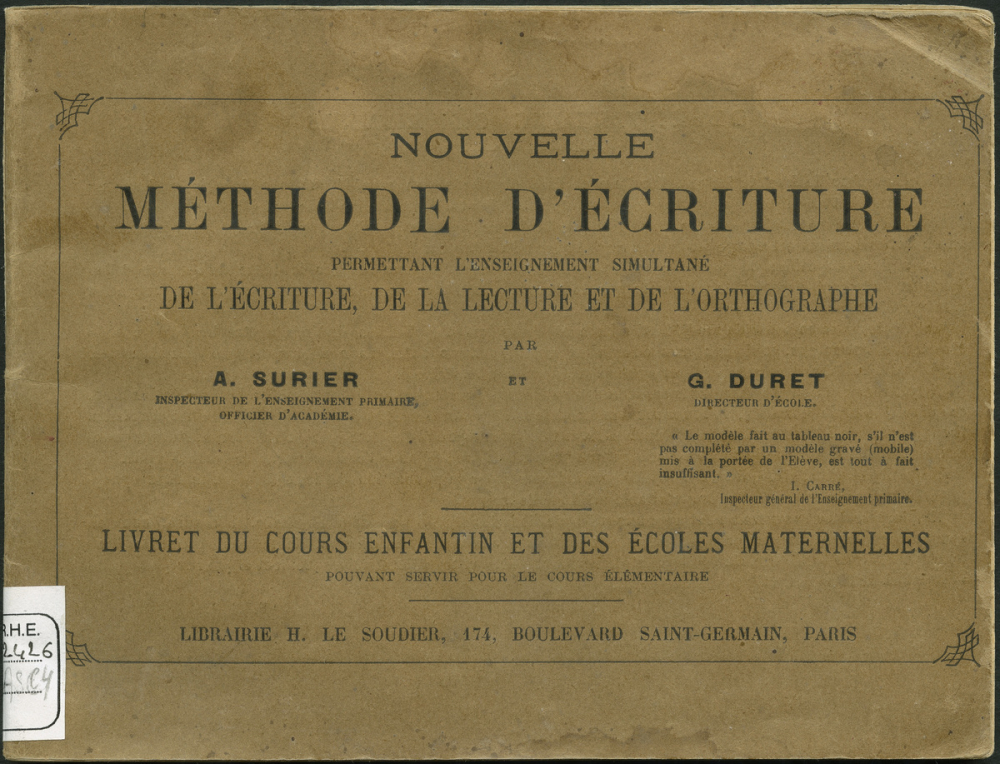 NOUVELLE
MÉTHODE D'ÉCRITURE
PERMETTANT L'ENSEIGNEMENT SIMULTANÉ
DE L'ÉCRITURE, DE LA LECTURE ET DE L'ORTHOGRAPHE
PAR
A. SURIER ET G. DURET
INSPECTEUR DE L'ENSEIGNEMENT PRIMAIRE,
OFFICIER D'ACADÉMIE.
DIRECTEUR D'ÉCOLE.
« Le modèle fait au tableau noir, s'il n'est
pas complété par un modèle gravé (mobile)
mis à la portée de l'Elève, est tout à fait
insuffisant. »
I. CARRÉ,
Inspecteur général de l'Enseignement primaire.
LIVRET DU COURS ENFANTIN ET DES ÉCOLES MATERNELLES
POUVANT SERVIR POUR LE COURS ÉLÉMENTAIRE
LIBRAIRIE H. LE SOUDIER, 174, BOULEVARD SAINT-GERMAIN, PARIS
R.H.E.
2426